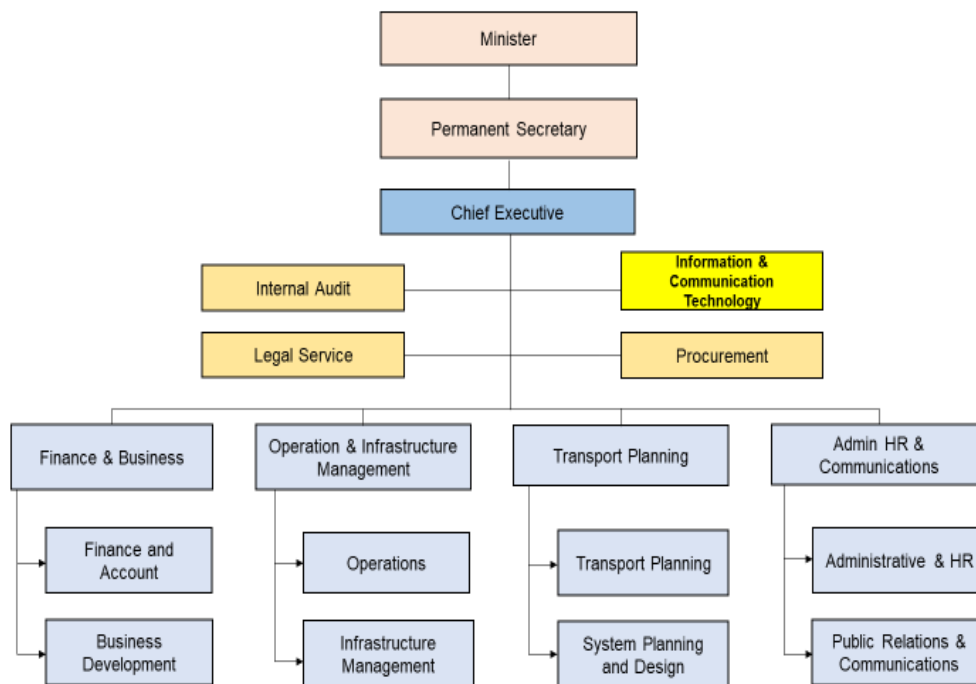 Minister
Permanent Secretary
Chief Executive
Internal Audit
Information &
Communication
Technology
Legal Service
Procurement
Finance & Business
Operation & Infrastructure
Management
Transport Planning
Admin HR &
Communications
Finance and
Account
Operations
Transport Planning
Administrative & HR
Business
Development
Infrastructure
Management
System Planning
and Design
Public Relations &
Communications